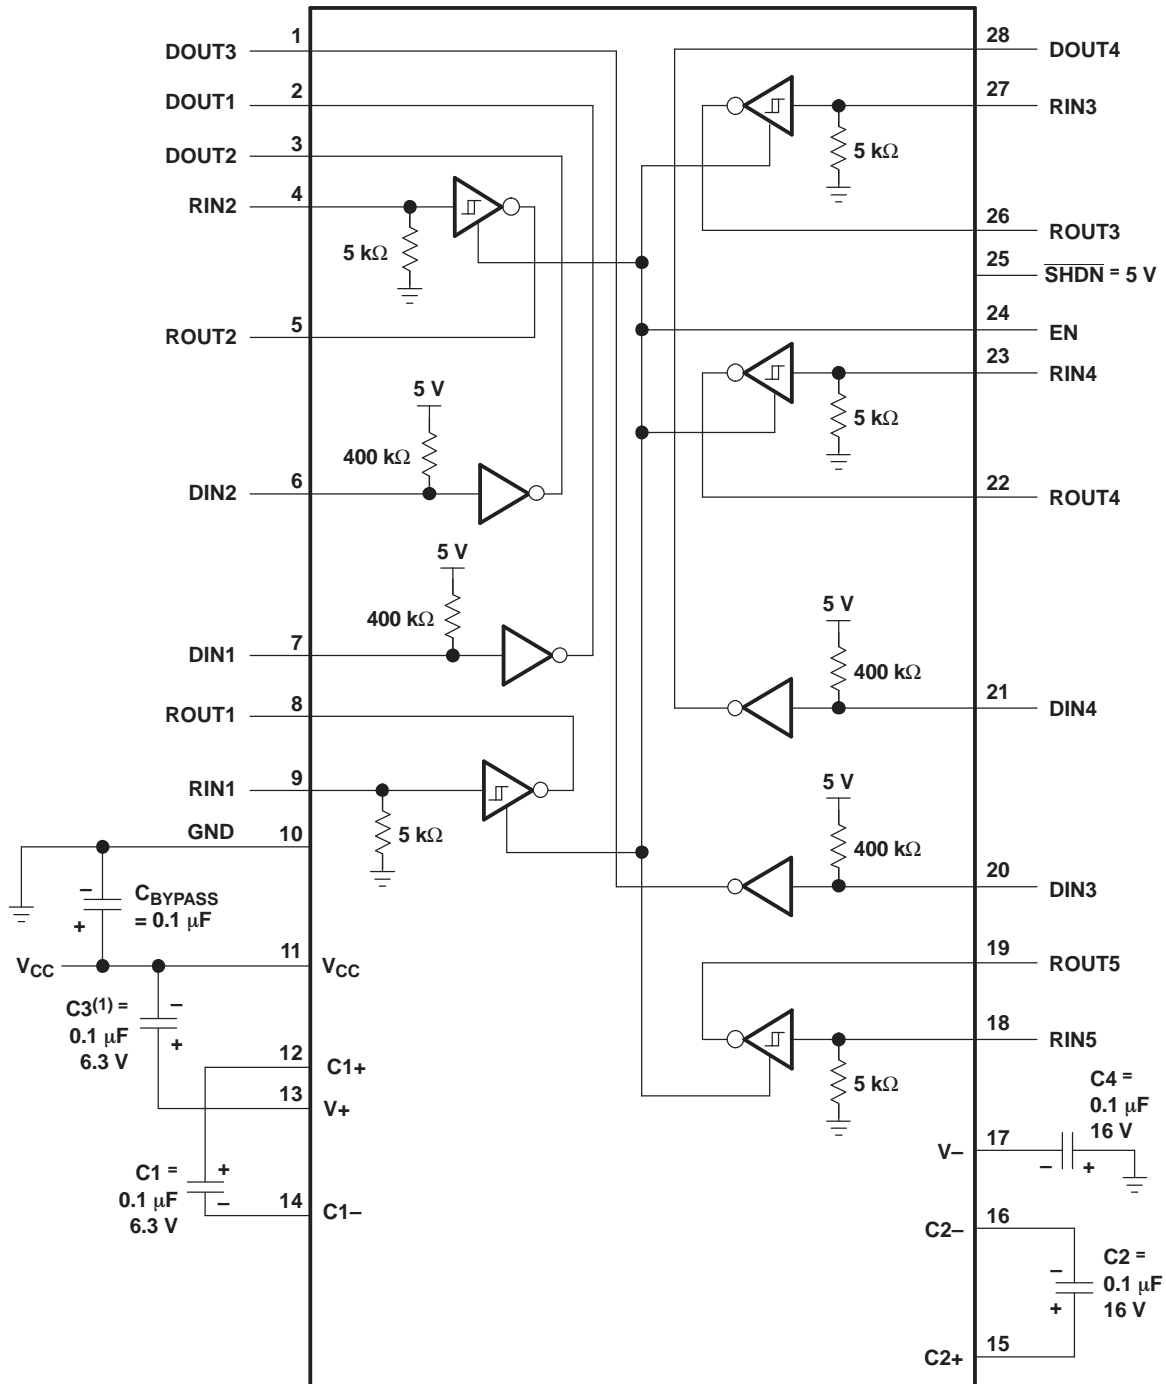 1
DOUT3
2
DOUT1
3
DOUT2
4
RIN2
5 kΩ
5
ROUT2
5 V
400 kΩ
6
DIN2
5 V
400 kΩ
7
DIN1
8
ROUT1
9
RIN1
5 kΩ
GND
10
–
CBYPASS
= 0.1 μF
+
11
VCC
VCC
C3(1) =
0.1 μF
6.3 V
–
+
12
C1+
13
V+
C1 =
0.1 μF
6.3 V
+
–
14
C1–
28
DOUT4
27
RIN3
5 kΩ
26
ROUT3
25
SHDN = 5 V
24
EN
23
RIN4
5 kΩ
22
ROUT4
5 V
400 kΩ
21
DIN4
5 V
400 kΩ
20
DIN3
19
ROUT5
18
RIN5
5 kΩ
C4 =
0.1 μF
16 V
17
V–
–
+
16
C2–
C2 =
0.1 μF
16 V
–
+
15
C2+